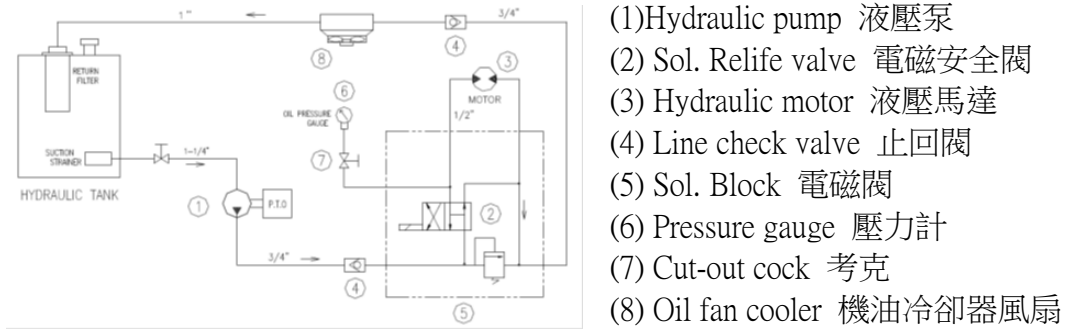 1"
3/4"
(8)
(4)
RETURN
FILTER
(3)
MOTOR
(6)
OIL PRESSURE
GAUGE
1/2"
SUCTION
STRAINER
1-1/4"
(7)
HYDRAULIC TANK
(1)
P.T.O
(2)
3/4"
(4)
(5)
(1)Hydraulic pump 液壓泵
(2) Sol. Relife valve 電磁安全閥
(3) Hydraulic motor 液壓馬達
(4) Line check valve 止回閥
(5) Sol. Block 電磁閥
(6) Pressure gauge 壓力計
(7) Cut-out cock 考克
(8) Oil fan cooler 機油冷卻器風扇